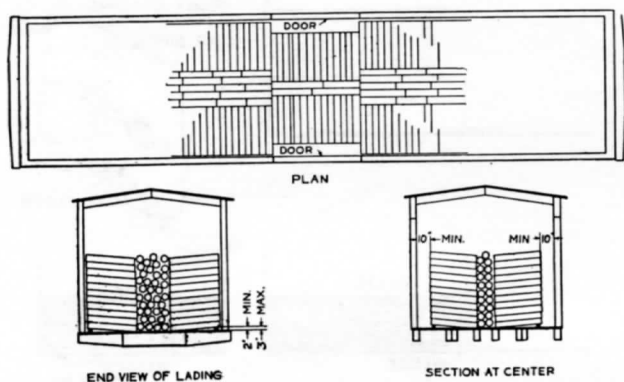 DOOR
DOOR
PLAN
2" MIN.
3" MAX.
10" MIN.
MIN 10"
END VIEW OF LADING
SECTION AT CENTER